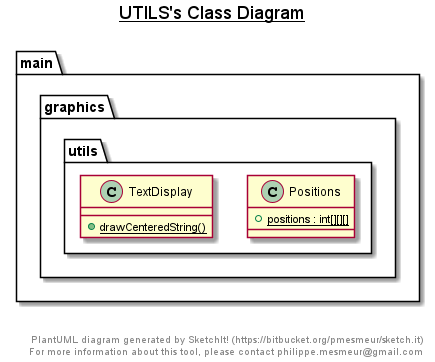 UTILS's Class Diagram
main
graphics
utils
C TextDisplay
C Positions
drawCenteredString()
positions : int[][][]
PlantUML diagram generated by SketchIt! (https://bitbucket.org/pmesmeur/sketch.it)
For more information about this tool, please contact philippe.mesmeur@gmail.com